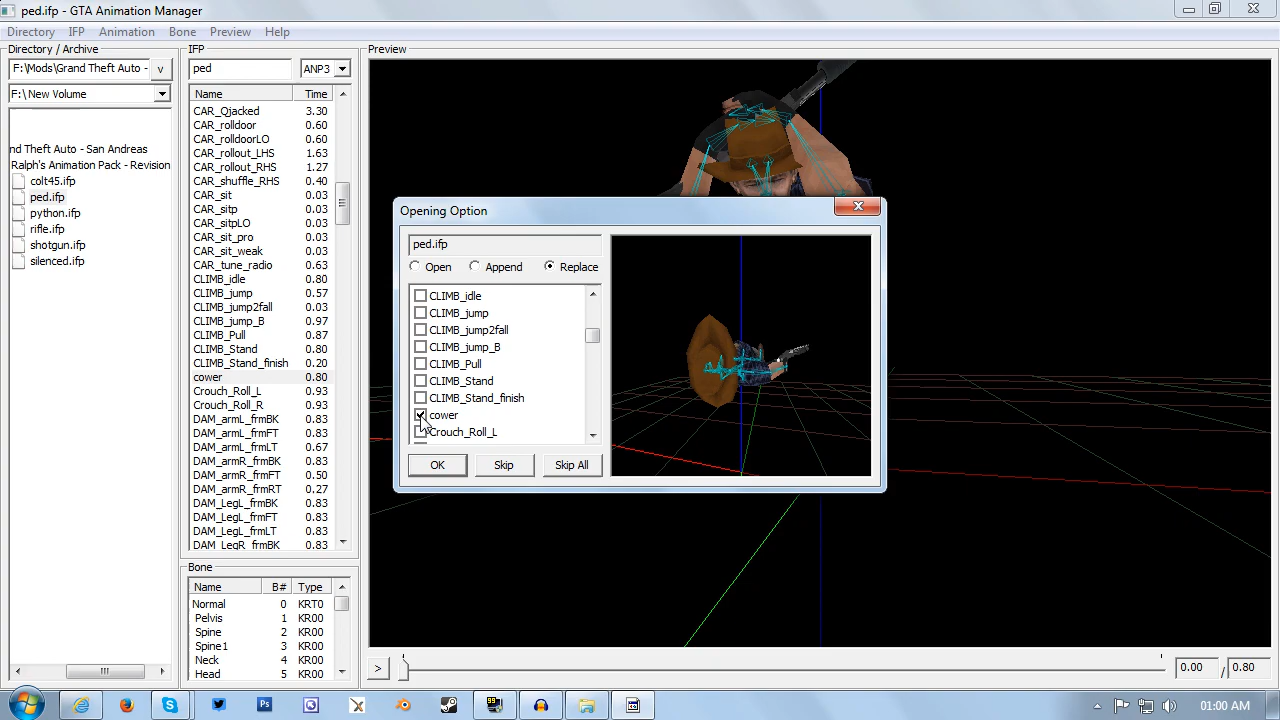 ped.ifp - GTA Animation Manager
Directory IFP Animation Bone Preview Help
Directory / Archive
F:\Mods\Grand Theft Auto - v
F:\ New Volume
nd Theft Auto - San Andreas
Ralph's Animation Pack - Revision
colt45.ifp
ped.ifp
python.ifp
rifle.ifp
shotgun.ifp
silenced.ifp
IFP
ped ANP3
Name Time
CAR_Qjacked 3.30
CAR_rolldoor 0.60
CAR_rolldoorLO 0.60
CAR_rollout_LHS 1.63
CAR_rollout_RHS 1.27
CAR_shuffle_RHS 0.40
CAR_sit 0.03
CAR_sitp 0.03
CAR_sitpLO 0.03
CAR_sit_pro 0.03
CAR_sit_weak 0.03
CAR_tune_radio 0.63
CLIMB_idle 0.80
CLIMB_jump 0.57
CLIMB_jump2fall 0.03
CLIMB_jump_B 0.97
CLIMB_Pull 0.87
CLIMB_Stand 0.80
CLIMB_Stand_finish 0.20
cower 0.80
Crouch_Roll_L 0.93
Crouch_Roll_R 0.93
DAM_armL_frmBK 0.83
DAM_armL_frmFT 0.83
DAM_armL_frmLT 0.67
DAM_armR_frmBK 0.83
DAM_armR_frmFT 0.50
DAM_armR_frmRT 0.27
DAM_LegL_frmBK 0.83
DAM_LegL_frmFT 0.83
DAM_LegL_frmLT 0.83
DAM_LegR_frmBK 0.83
Bone
Name B# Type
Normal 0 KRT0
Pelvis 1 KR00
Spine 2 KR00
Spine1 3 KR00
Neck 4 KR00
Head 5 KR00
Preview
Opening Option
ped.ifp
Open Append Replace
CLIMB_idle
CLIMB_jump
CLIMB_jump2fall
CLIMB_jump_B
CLIMB_Pull
CLIMB_Stand
CLIMB_Stand_finish
cower
Crouch_Roll_L
OK Skip Skip All
> 0.00 / 0.80
01:00 AM